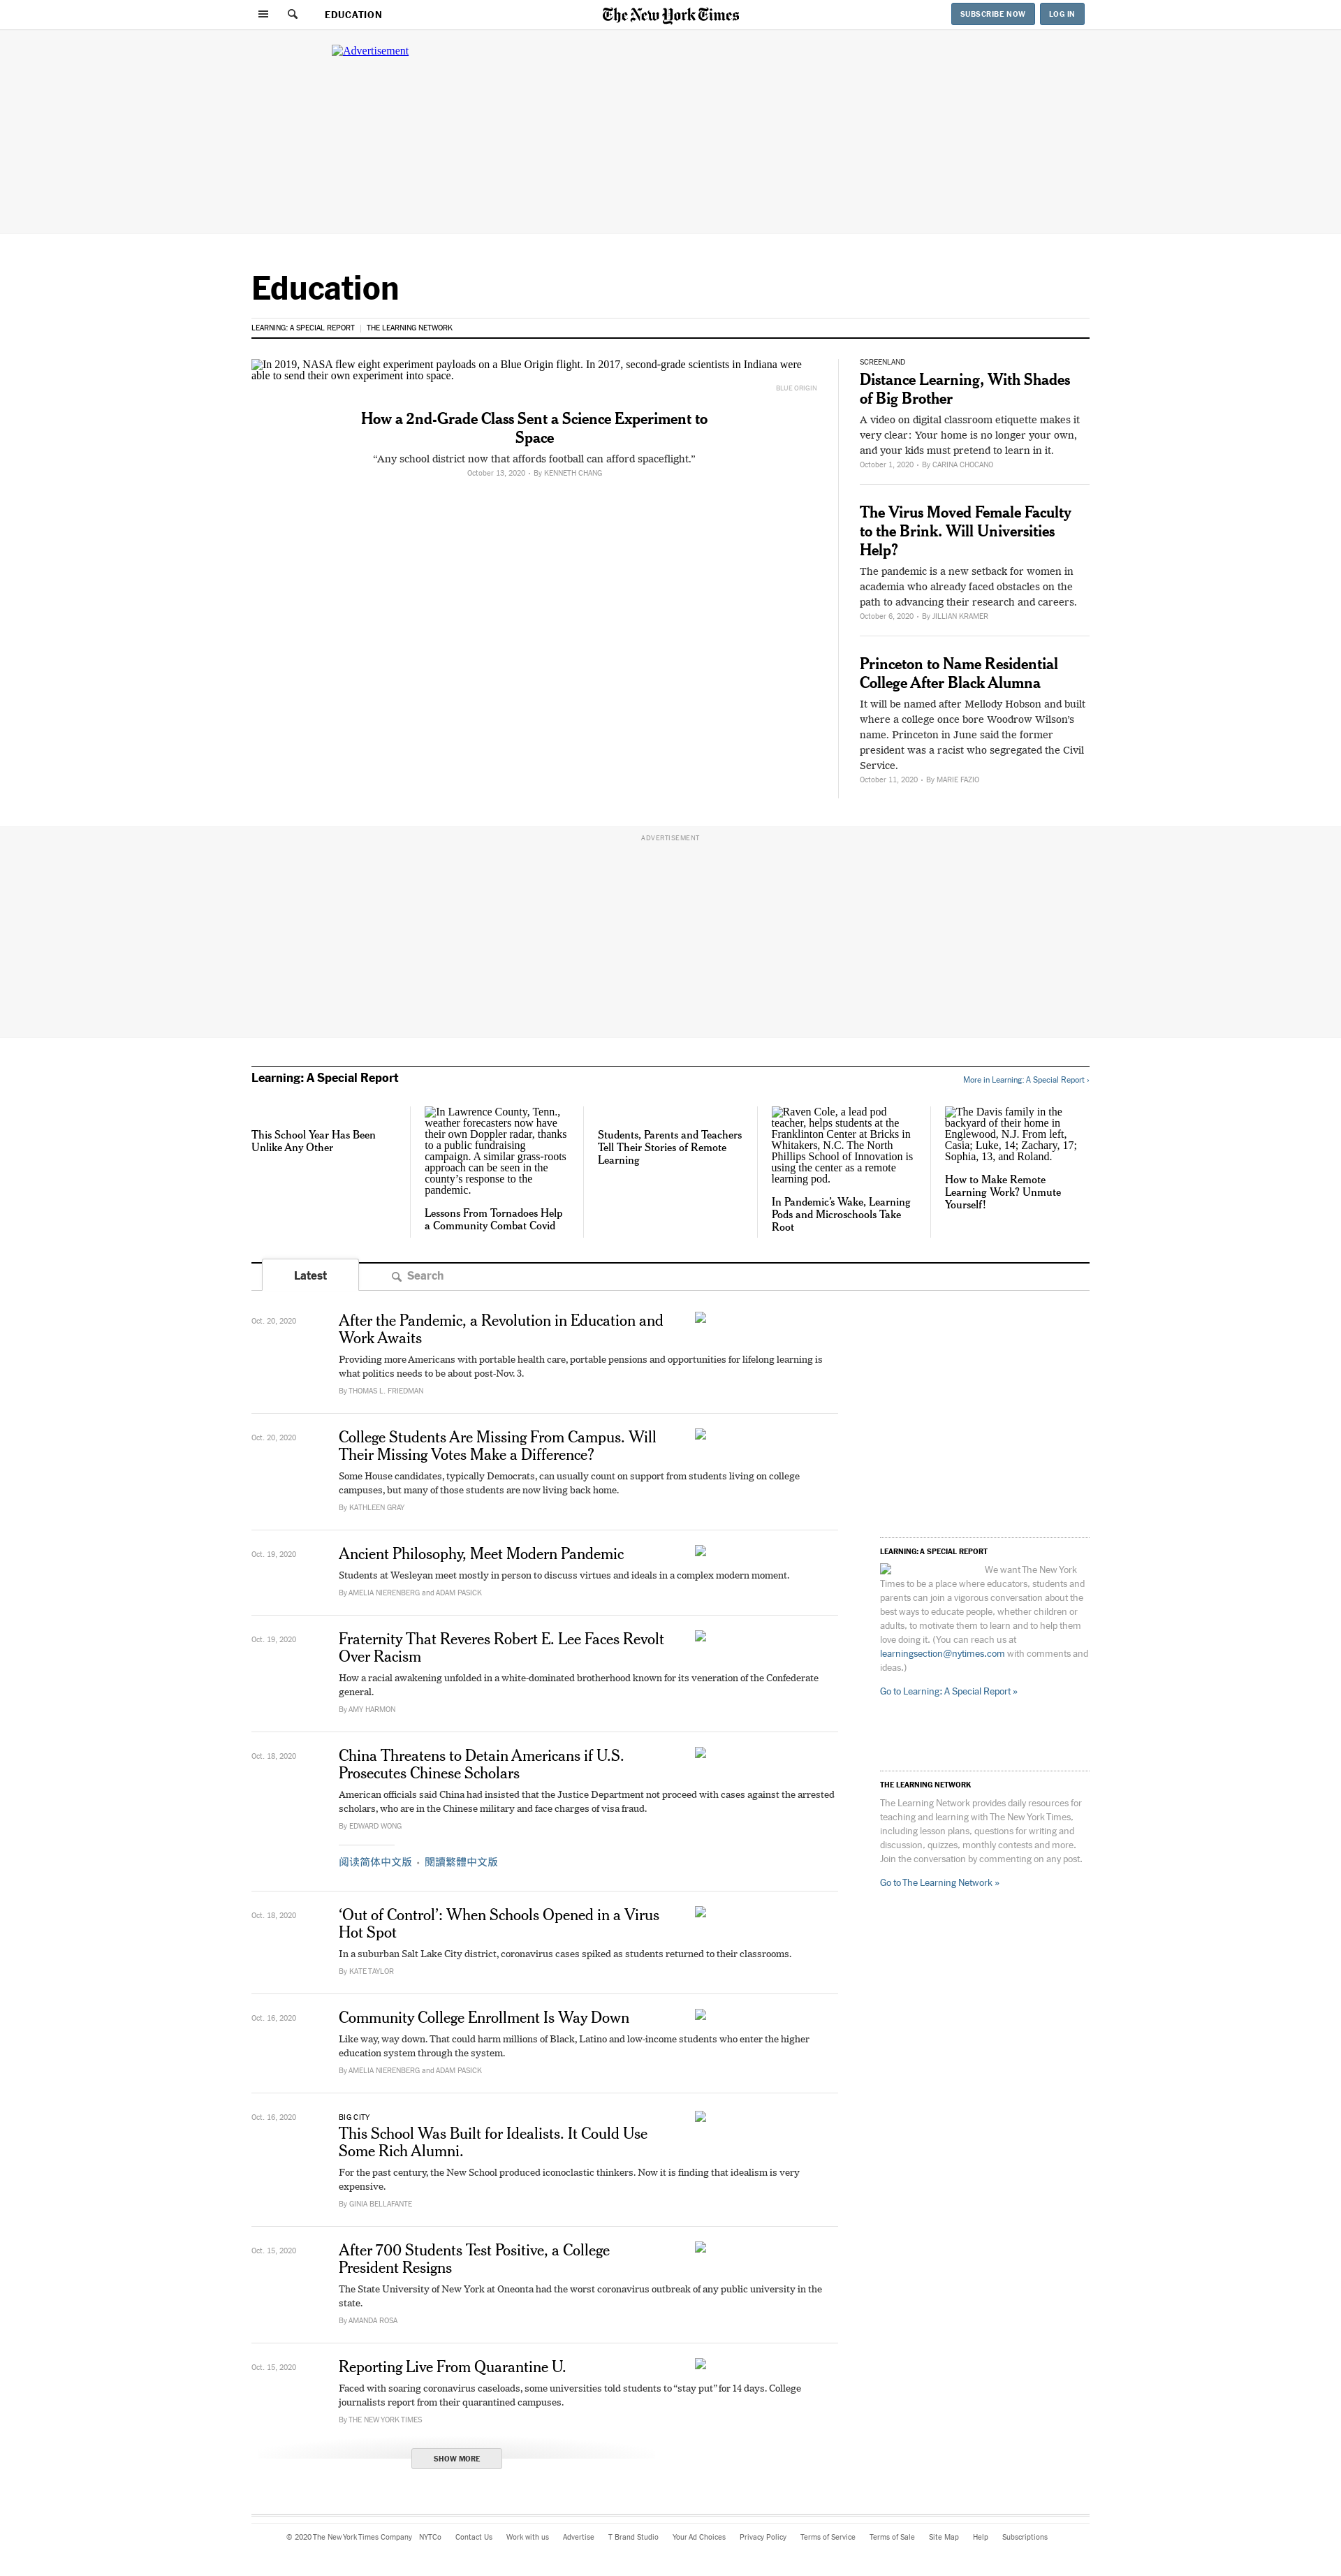 EDUCATION
The New York Times
SUBSCRIBE NOW
LOG IN
Advertisement
Education
LEARNING: A SPECIAL REPORT | THE LEARNING NETWORK
In 2019, NASA flew eight experiment payloads on a Blue Origin flight. In 2017, second-grade scientists in Indiana were
able to send their own experiment into space.
BLUE ORIGIN
How a 2nd-Grade Class Sent a Science Experiment to
Space
“Any school district now that affords football can afford spaceflight.”
October 13, 2020 • By KENNETH CHANG
SCREENLAND
Distance Learning, With Shades
of Big Brother
A video on digital classroom etiquette makes it
very clear: Your home is no longer your own,
and your kids must pretend to learn in it.
October 1, 2020 • By CARINA CHOCANO
The Virus Moved Female Faculty
to the Brink. Will Universities
Help?
The pandemic is a new setback for women in
academia who already faced obstacles on the
path to advancing their research and careers.
October 6, 2020 • By JILLIAN KRAMER
Princeton to Name Residential
College After Black Alumna
It will be named after Mellody Hobson and built
where a college once bore Woodrow Wilson's
name. Princeton in June said the former
president was a racist who segregated the Civil
Service.
October 11, 2020 • By MARIE FAZIO
ADVERTISEMENT
Learning: A Special Report
More in Learning: A Special Report ›
This School Year Has Been
Unlike Any Other
In Lawrence County, Tenn.,
weather forecasters now have
their own Doppler radar, thanks
to a public fundraising
campaign. A similar grass-roots
approach can be seen in the
county’s response to the
pandemic.
Lessons From Tornadoes Help
a Community Combat Covid
Students, Parents and Teachers
Tell Their Stories of Remote
Learning
Raven Cole, a lead pod
teacher, helps students at the
Franklinton Center at Bricks in
Whitakers, N.C. The North
Phillips School of Innovation is
using the center as a remote
learning pod.
In Pandemic’s Wake, Learning
Pods and Microschools Take
Root
The Davis family in the
backyard of their home in
Englewood, N.J. From left,
Casia; Luke, 14; Zachary, 17;
Sophia, 13, and Roland.
How to Make Remote
Learning Work? Unmute
Yourself!
Latest
Search
Oct. 20, 2020
After the Pandemic, a Revolution in Education and
Work Awaits
Providing more Americans with portable health care, portable pensions and opportunities for lifelong learning is
what politics needs to be about post-Nov. 3.
By THOMAS L. FRIEDMAN
Oct. 20, 2020
College Students Are Missing From Campus. Will
Their Missing Votes Make a Difference?
Some House candidates, typically Democrats, can usually count on support from students living on college
campuses, but many of those students are now living back home.
By KATHLEEN GRAY
Oct. 19, 2020
Ancient Philosophy, Meet Modern Pandemic
Students at Wesleyan meet mostly in person to discuss virtues and ideals in a complex modern moment.
By AMELIA NIERENBERG and ADAM PASICK
Oct. 19, 2020
Fraternity That Reveres Robert E. Lee Faces Revolt
Over Racism
How a racial awakening unfolded in a white-dominated brotherhood known for its veneration of the Confederate
general.
By AMY HARMON
Oct. 18, 2020
China Threatens to Detain Americans if U.S.
Prosecutes Chinese Scholars
American officials said China had insisted that the Justice Department not proceed with cases against the arrested
scholars, who are in the Chinese military and face charges of visa fraud.
By EDWARD WONG
阅读简体中文版 • 閱讀繁體中文版
Oct. 18, 2020
‘Out of Control’: When Schools Opened in a Virus
Hot Spot
In a suburban Salt Lake City district, coronavirus cases spiked as students returned to their classrooms.
By KATE TAYLOR
Oct. 16, 2020
Community College Enrollment Is Way Down
Like way, way down. That could harm millions of Black, Latino and low-income students who enter the higher
education system through the system.
By AMELIA NIERENBERG and ADAM PASICK
Oct. 16, 2020
BIG CITY
This School Was Built for Idealists. It Could Use
Some Rich Alumni.
For the past century, the New School produced iconoclastic thinkers. Now it is finding that idealism is very
expensive.
By GINIA BELLAFANTE
Oct. 15, 2020
After 700 Students Test Positive, a College
President Resigns
The State University of New York at Oneonta had the worst coronavirus outbreak of any public university in the
state.
By AMANDA ROSA
Oct. 15, 2020
Reporting Live From Quarantine U.
Faced with soaring coronavirus caseloads, some universities told students to “stay put” for 14 days. College
journalists report from their quarantined campuses.
By THE NEW YORK TIMES
SHOW MORE
LEARNING: A SPECIAL REPORT
We want The New York
Times to be a place where educators, students and
parents can join a vigorous conversation about the
best ways to educate people, whether children or
adults, to motivate them to learn and to help them
love doing it. (You can reach us at
learningsection@nytimes.com with comments and
ideas.)
Go to Learning: A Special Report »
THE LEARNING NETWORK
The Learning Network provides daily resources for
teaching and learning with The New York Times,
including lesson plans, questions for writing and
discussion, quizzes, monthly contests and more.
Join the conversation by commenting on any post.
Go to The Learning Network »
© 2020 The New York Times Company NYTCo Contact Us Work with us Advertise T Brand Studio Your Ad Choices Privacy Policy Terms of Service Terms of Sale Site Map Help Subscriptions